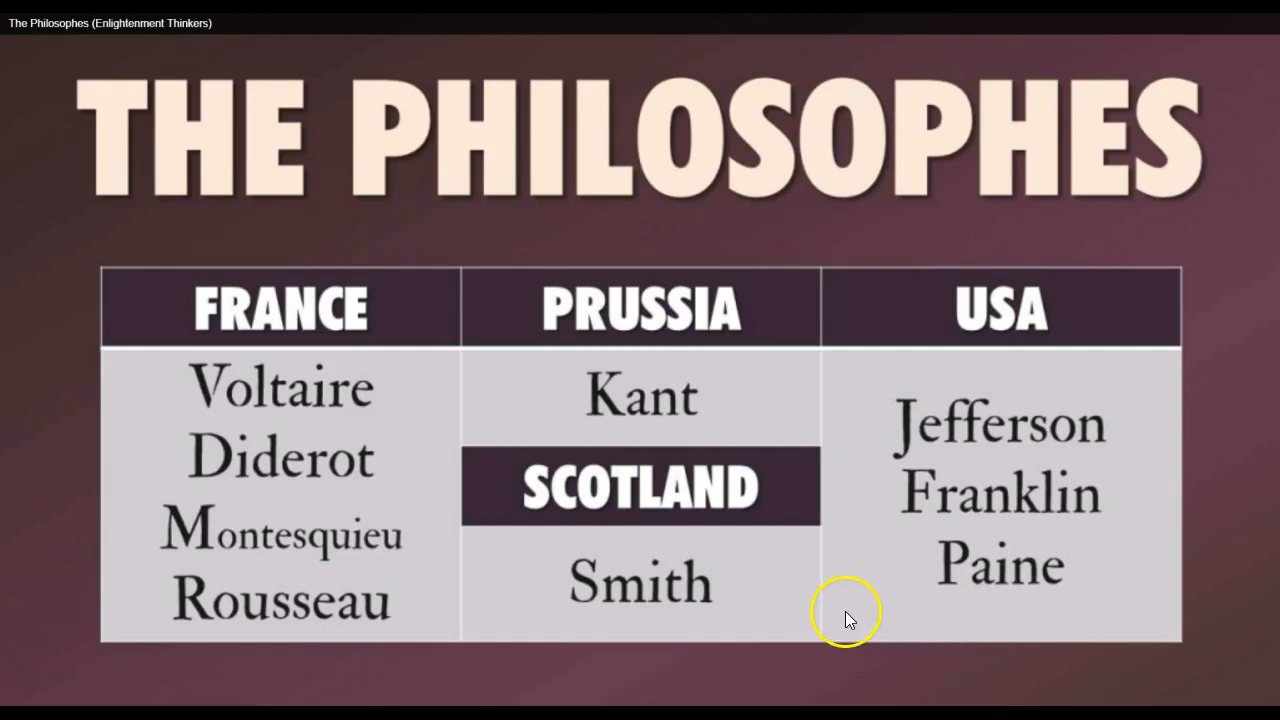 The Philosophes (Enlightenment Thinkers)
THE PHILOSOPHES
FRANCE
Voltaire
Diderot
Montesquieu
Rousseau
PRUSSIA
Kant
SCOTLAND
Smith
USA
Jefferson
Franklin
Paine